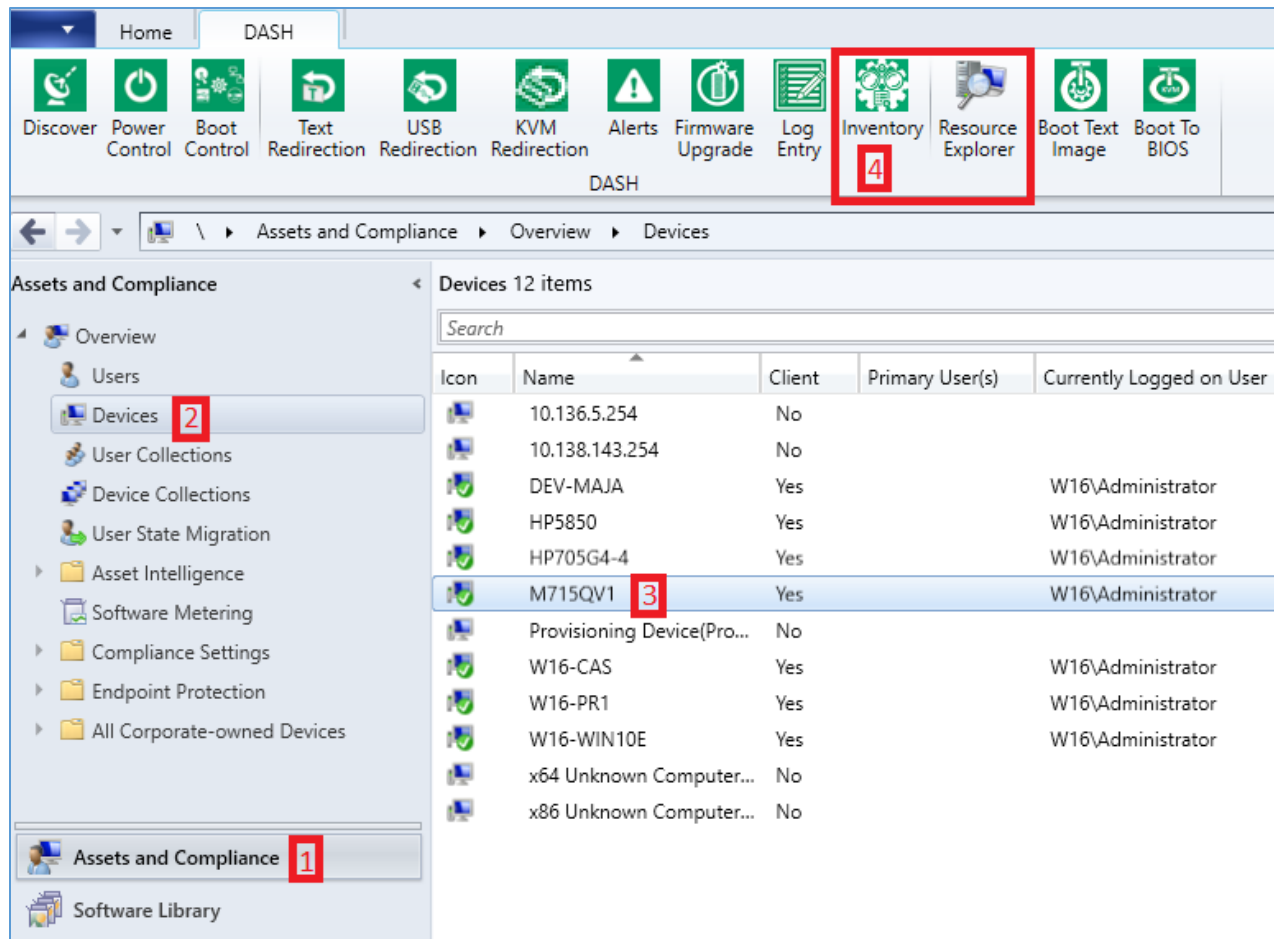 Home DASH
Discover Power Control Boot Control Text Redirection USB Redirection KVM Redirection Alerts Firmware Upgrade Log Entry Inventory Resource Explorer Boot Text Image Boot To BIOS
KVM
4
DASH
\ Assets and Compliance Overview Devices
Assets and Compliance
Overview
Users
Devices 2
User Collections
Device Collections
User State Migration
Asset Intelligence
Software Metering
Compliance Settings
Endpoint Protection
All Corporate-owned Devices
Assets and Compliance 1
Software Library
Devices 12 items
Search
Icon Name Client Primary User(s) Currently Logged on User
10.136.5.254 No
10.138.143.254 No
DEV-MAJA Yes W16\Administrator
HP5850 Yes W16\Administrator
HP705G4-4 Yes W16\Administrator
M715QV1 3 Yes W16\Administrator
Provisioning Device(Pro... No
W16-CAS Yes W16\Administrator
W16-PR1 Yes W16\Administrator
W16-WIN10E Yes W16\Administrator
x64 Unknown Computer... No
x86 Unknown Computer... No